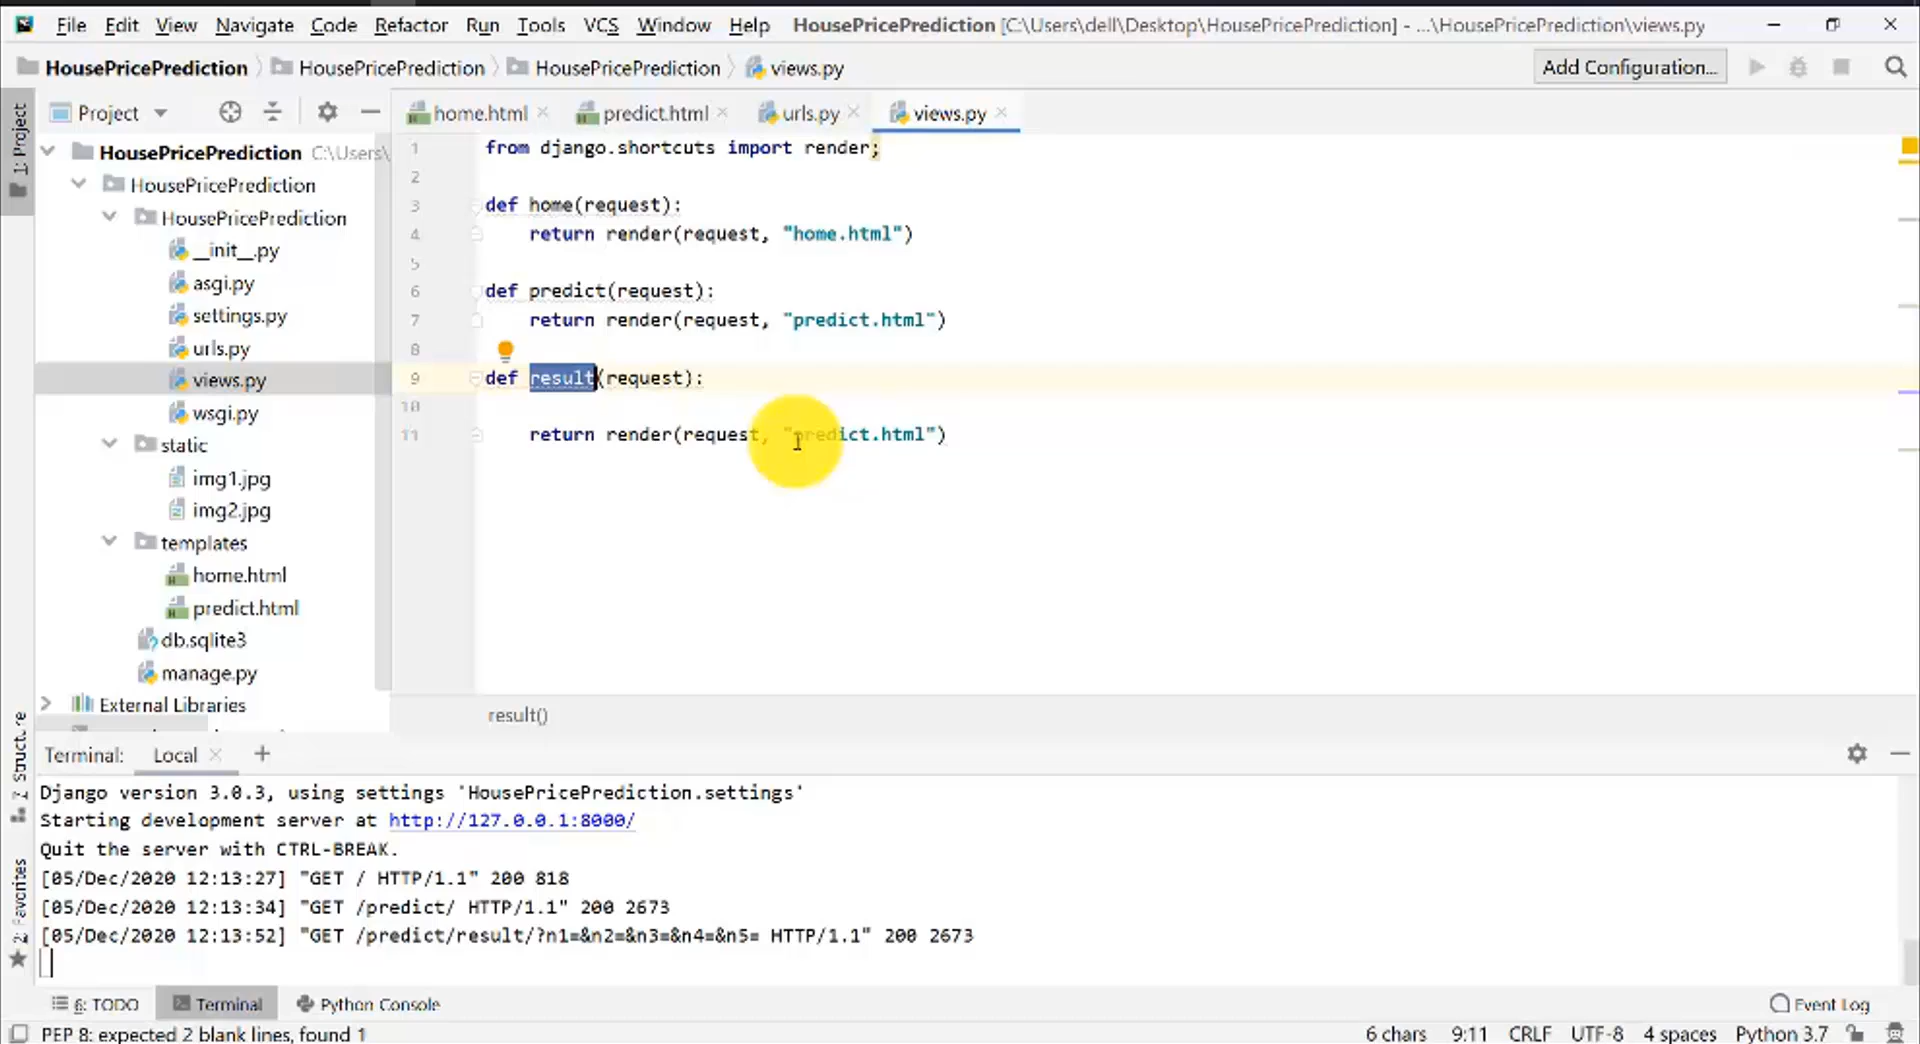 File Edit View Navigate Code Refactor Run Tools VCS Window Help HousePricePrediction [C:\Users\dell\Desktop\HousePricePrediction] - ...\HousePricePrediction\views.py
HousePricePrediction HousePricePrediction HousePricePrediction views.py Add Configuration...
1: Project
Project
home.html predict.html urls.py views.py
HousePricePrediction C:\Users\
HousePricePrediction
HousePricePrediction
__init__.py
asgi.py
settings.py
urls.py
views.py
wsgi.py
static
img1.jpg
img2.jpg
templates
home.html
predict.html
db.sqlite3
manage.py
External Libraries
1 from django.shortcuts import render;
2
3 def home(request):
4 return render(request, "home.html")
5
6 def predict(request):
7 return render(request, "predict.html")
8
9 def result(request):
10
11 return render(request, "predict.html")
result()
Structure
Favorites
Terminal: Local +
Django version 3.0.3, using settings 'HousePricePrediction.settings'
Starting development server at http://127.0.0.1:8000/
Quit the server with CTRL-BREAK.
[05/Dec/2020 12:13:27] "GET / HTTP/1.1" 200 818
[05/Dec/2020 12:13:34] "GET /predict/ HTTP/1.1" 200 2673
[05/Dec/2020 12:13:52] "GET /predict/result/?n1=&n2=&n3=&n4=&n5= HTTP/1.1" 200 2673
6: TODO Terminal Python Console Event Log
PEP 8: expected 2 blank lines, found 1 6 chars 9:11 CRLF UTF-8 4 spaces Python 3.7